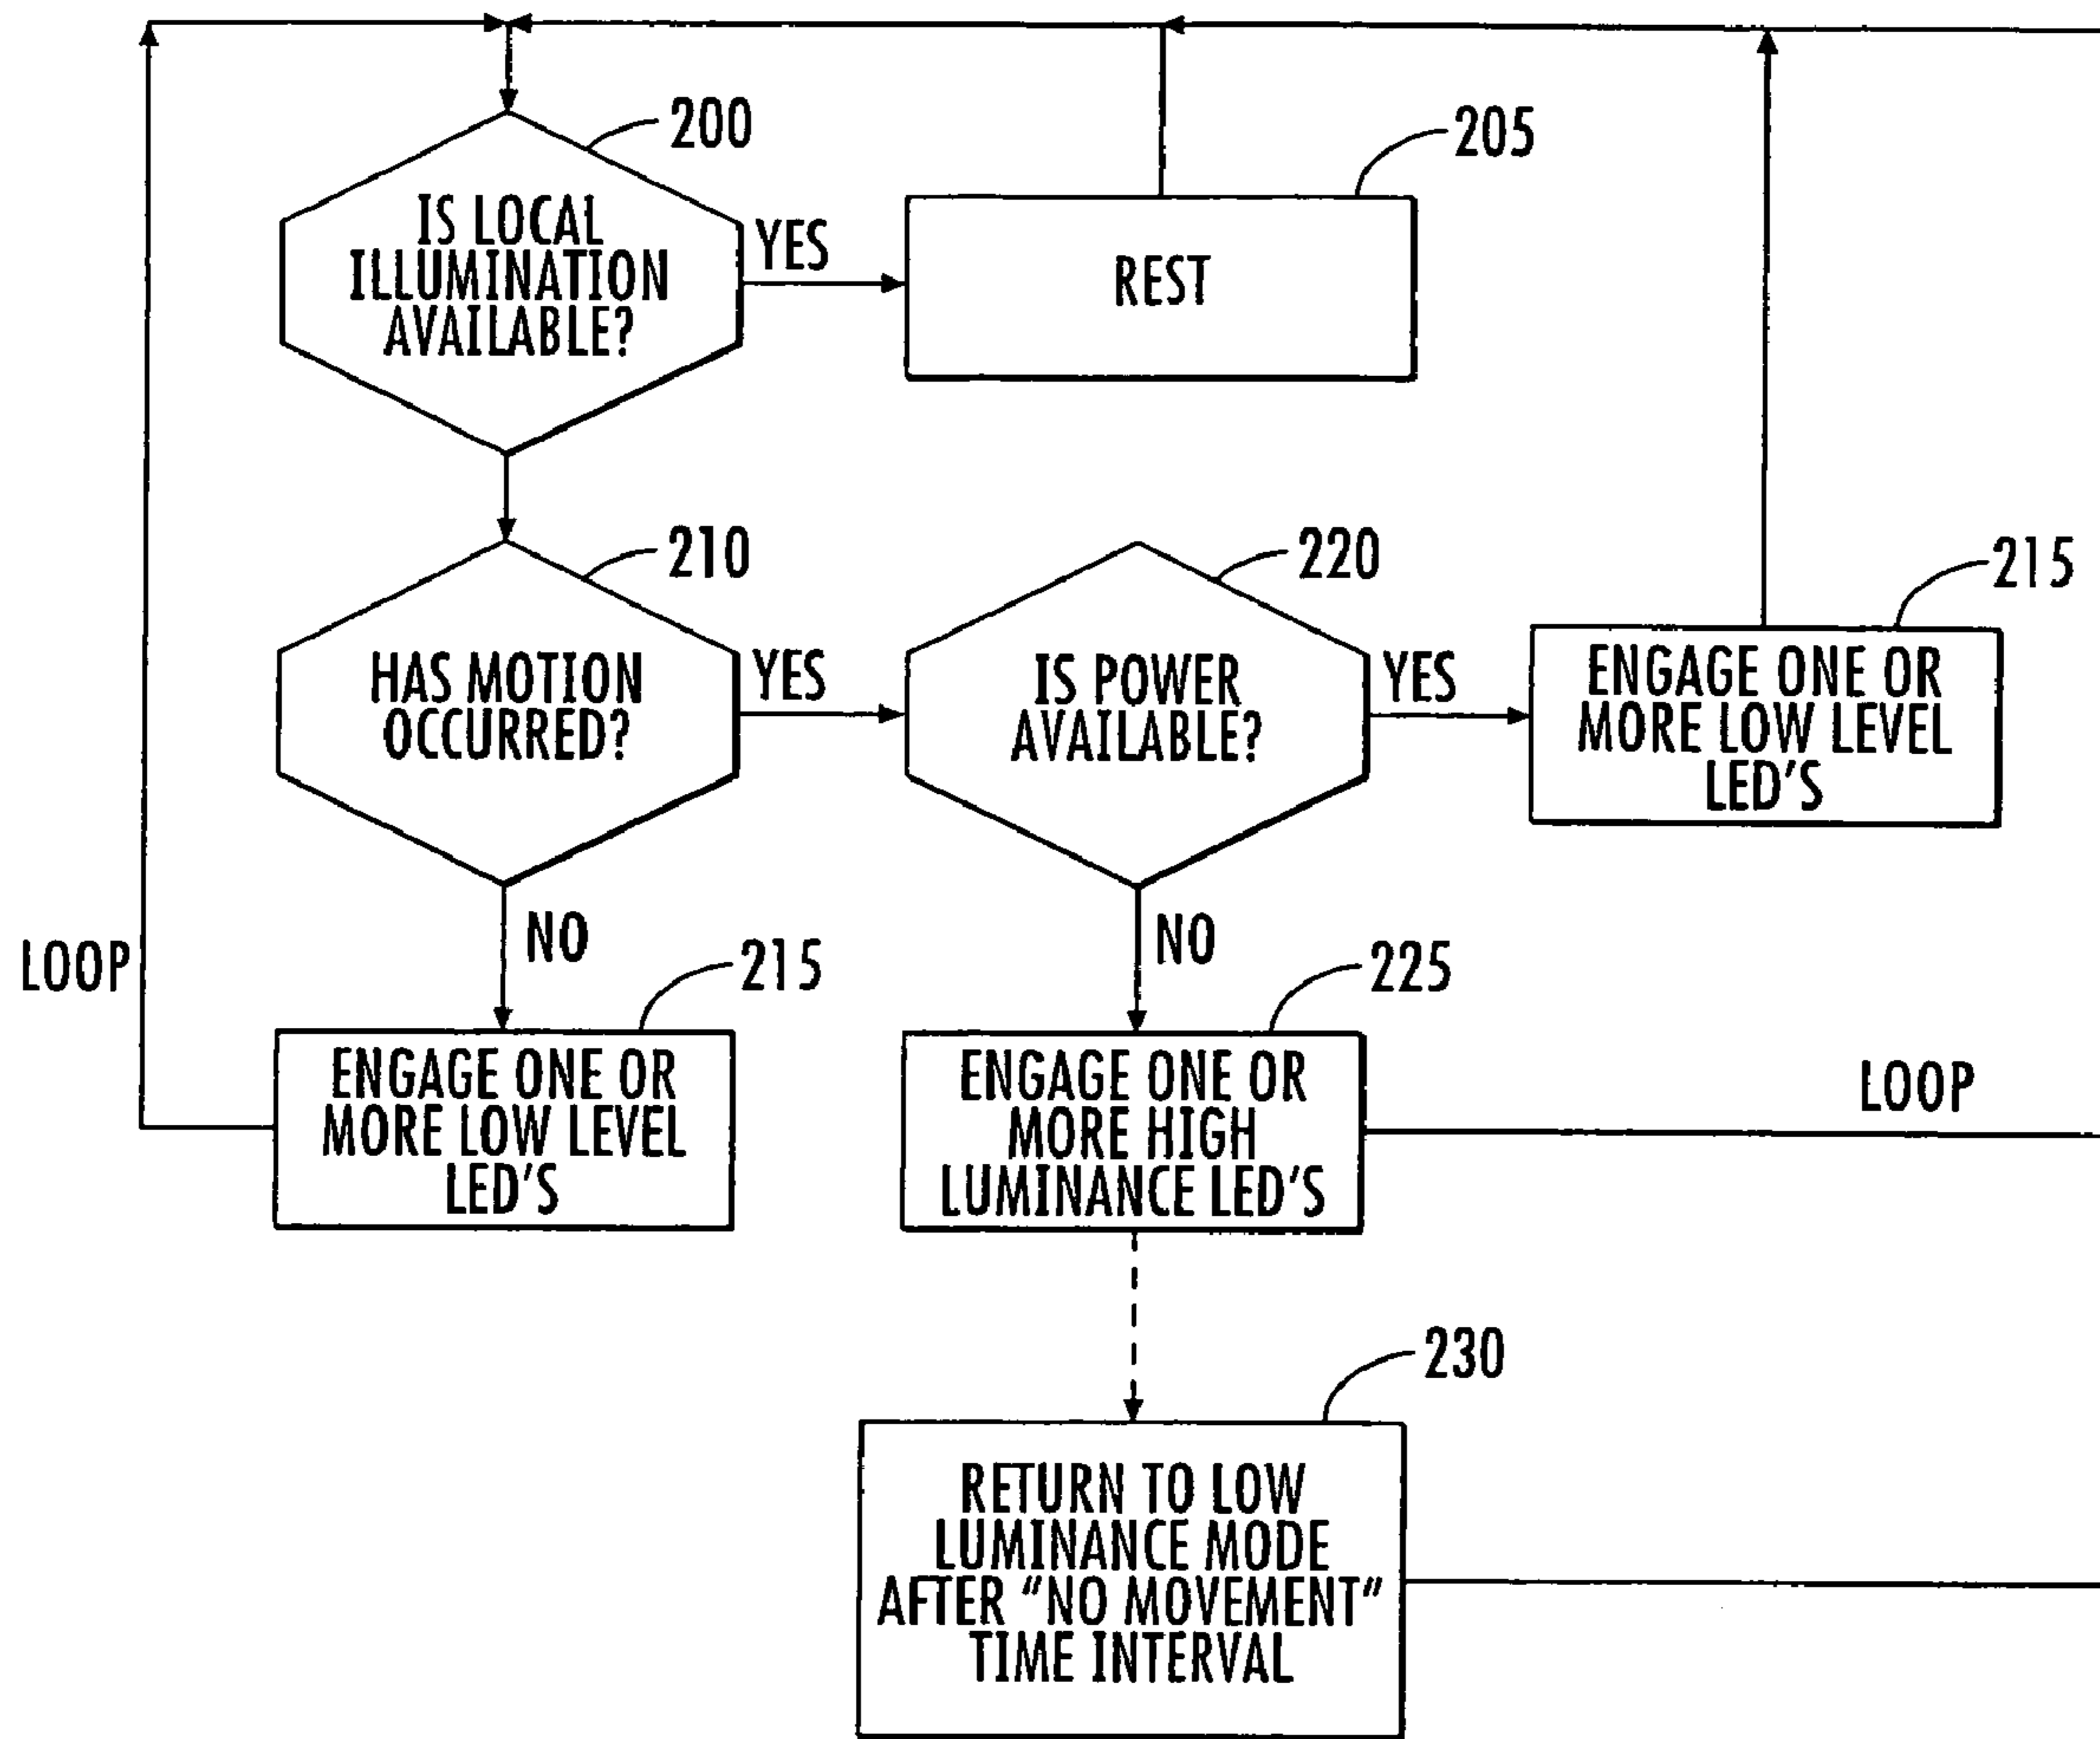 200
IS LOCAL
ILLUMINATION
AVAILABLE?
YES
205
REST
210
HAS MOTION
OCCURRED?
YES
220
IS POWER
AVAILABLE?
YES
215
ENGAGE ONE OR
MORE LOW LEVEL
LED'S
LOOP
NO
215
ENGAGE ONE OR
MORE LOW LEVEL
LED'S
NO
225
ENGAGE ONE OR
MORE HIGH
LUMINANCE LED'S
LOOP
230
RETURN TO LOW
LUMINANCE MODE
AFTER "NO MOVEMENT"
TIME INTERVAL